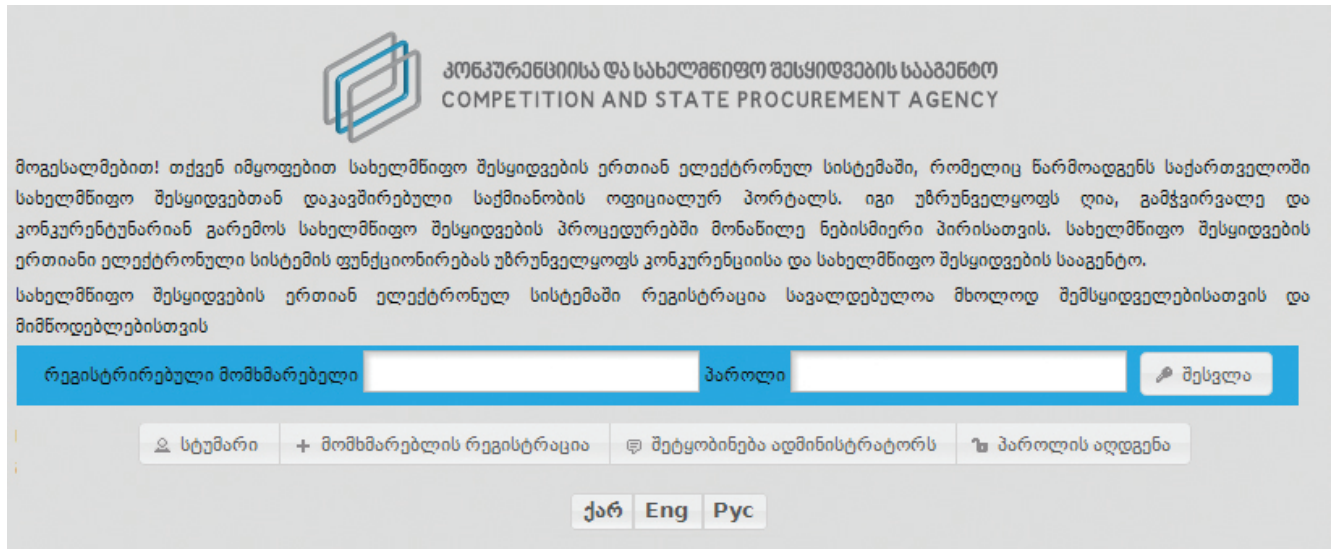 კონკურენციისა და სახელმწიფო შესყიდვების სააგენტო
COMPETITION AND STATE PROCUREMENT AGENCY
მოგესალმებით! თქვენ იმყოფებით სახელმწიფო შესყიდვების ერთიან ელექტრონულ სისტემაში, რომელიც წარმოადგენს საქართველოში
სახელმწიფო შესყიდვებთან დაკავშირებული საქმიანობის ოფიციალურ პორტალს. იგი უზრუნველყოფს ღია, გამჭვირვალე და
კონკურენტუნარიან გარემოს სახელმწიფო შესყიდვების პროცედურებში მონაწილე ნებისმიერი პირისათვის. სახელმწიფო შესყიდვების
ერთიანი ელექტრონული სისტემის ფუნქციონირებას უზრუნველყოფს კონკურენციისა და სახელმწიფო შესყიდვების სააგენტო.
სახელმწიფო შესყიდვების ერთიან ელექტრონულ სისტემაში რეგისტრაცია სავალდებულოა მხოლოდ შემსყიდველებისათვის და
მიმწოდებლებისთვის
რეგისტრირებული მომხმარებელი პაროლი შესვლა
სტუმარი მომხმარებლის რეგისტრაცია შეტყობინება ადმინისტრატორს პაროლის აღდგენა
ქარ Eng Рус